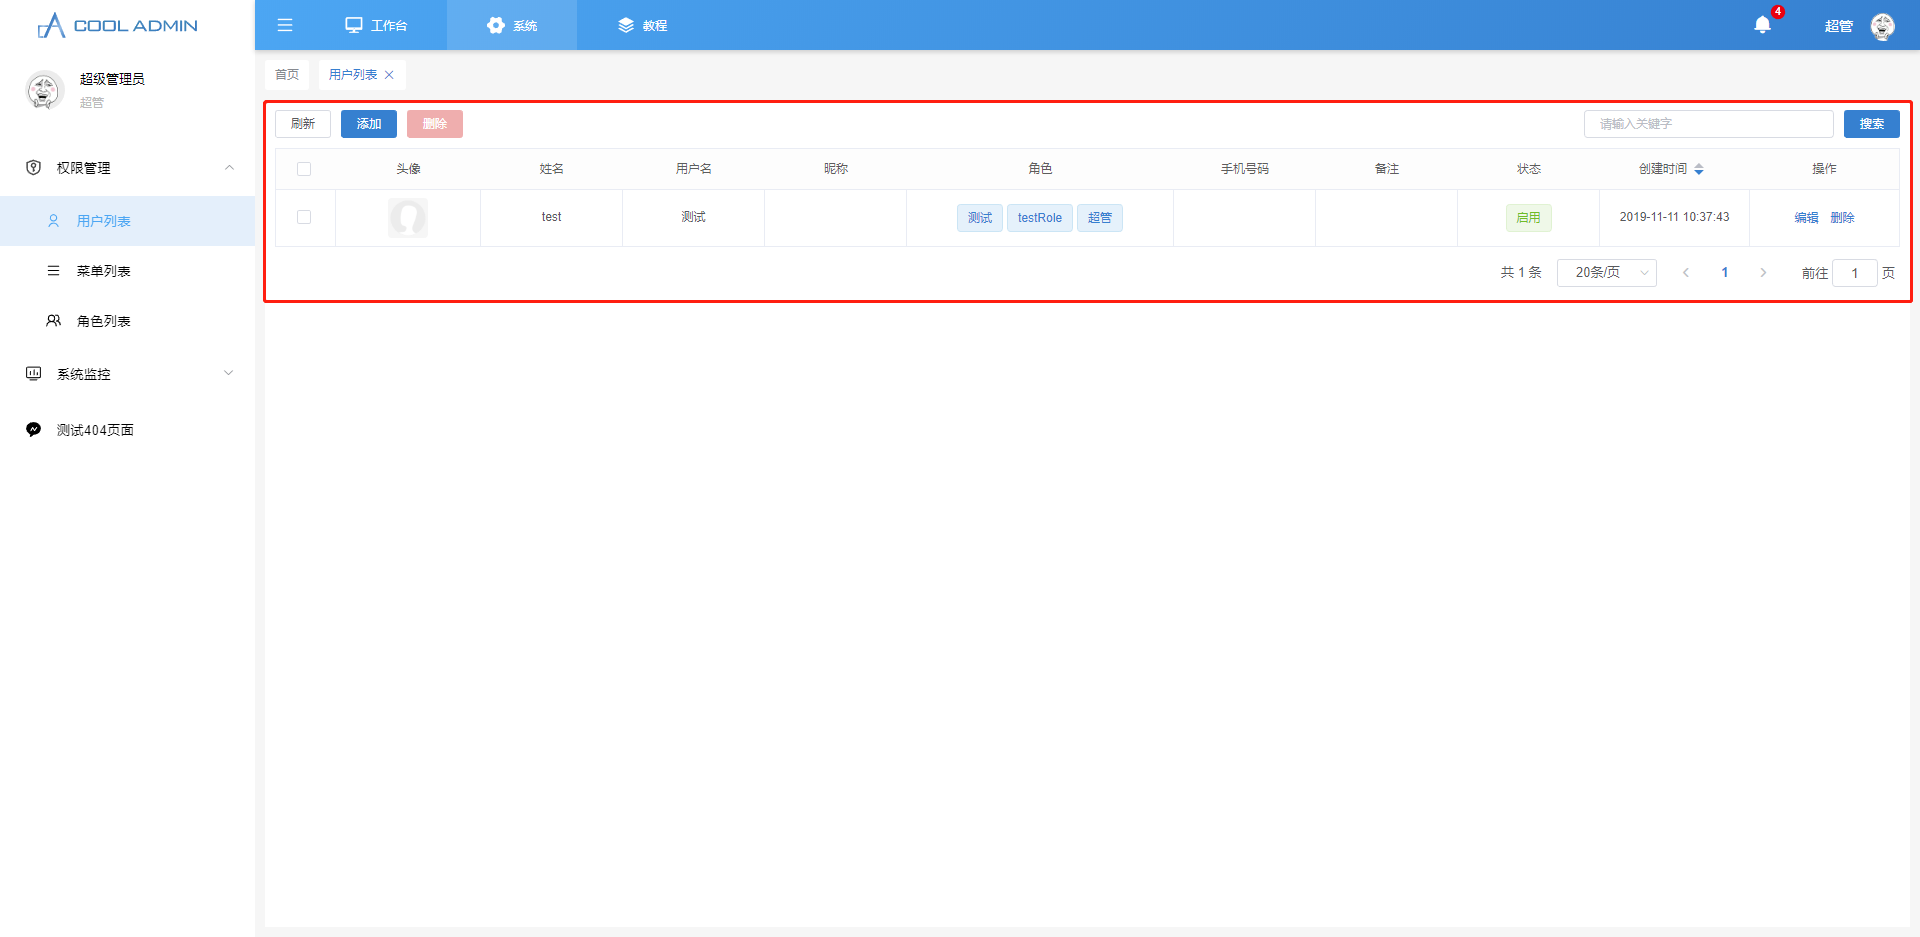 COOL ADMIN
工作台 系统 教程 4 超管
超级管理员
超管
首页 用户列表
刷新 添加 删除 请输入关键字 搜索
权限管理
用户列表
菜单列表
角色列表
系统监控
测试404页面
头像 姓名 用户名 昵称 角色 手机号码 备注 状态 创建时间 操作
test 测试 测试 testRole 超管 启用 2019-11-11 10:37:43 编辑 删除
共 1 条 20条/页 1 前往 1 页